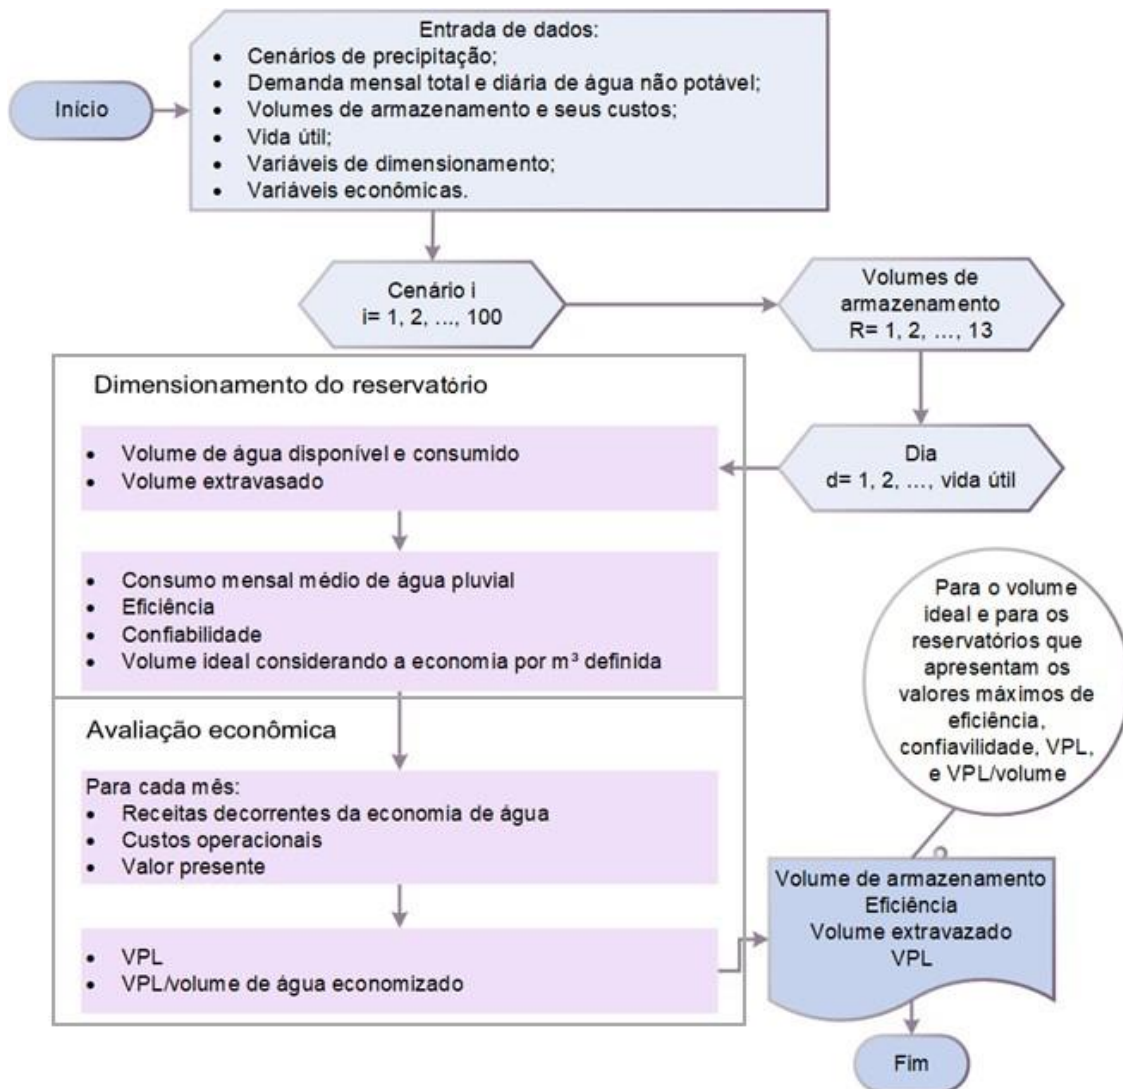 Início
Entrada de dados:
• Cenários de precipitação;
• Demanda mensal total e diária de água não potável;
• Volumes de armazenamento e seus custos;
• Vida útil;
• Variáveis de dimensionamento;
• Variáveis econômicas.
Cenário i
i= 1, 2, ..., 100
Volumes de
armazenamento
R= 1, 2, ..., 13
Dia
d= 1, 2, ..., vida útil
Dimensionamento do reservatório
• Volume de água disponível e consumido
• Volume extravasado
• Consumo mensal médio de água pluvial
• Eficiência
• Confiabilidade
• Volume ideal considerando a economia por m³ definida
Avaliação econômica
Para cada mês:
• Receitas decorrentes da economia de água
• Custos operacionais
• Valor presente
• VPL
• VPL/volume de água economizado
Para o volume
ideal e para os
reservatórios que
apresentam os
valores máximos de
eficiência,
confiavilidade, VPL,
e VPL/volume
Volume de armazenamento
Eficiência
Volume extravazado
VPL
Fim